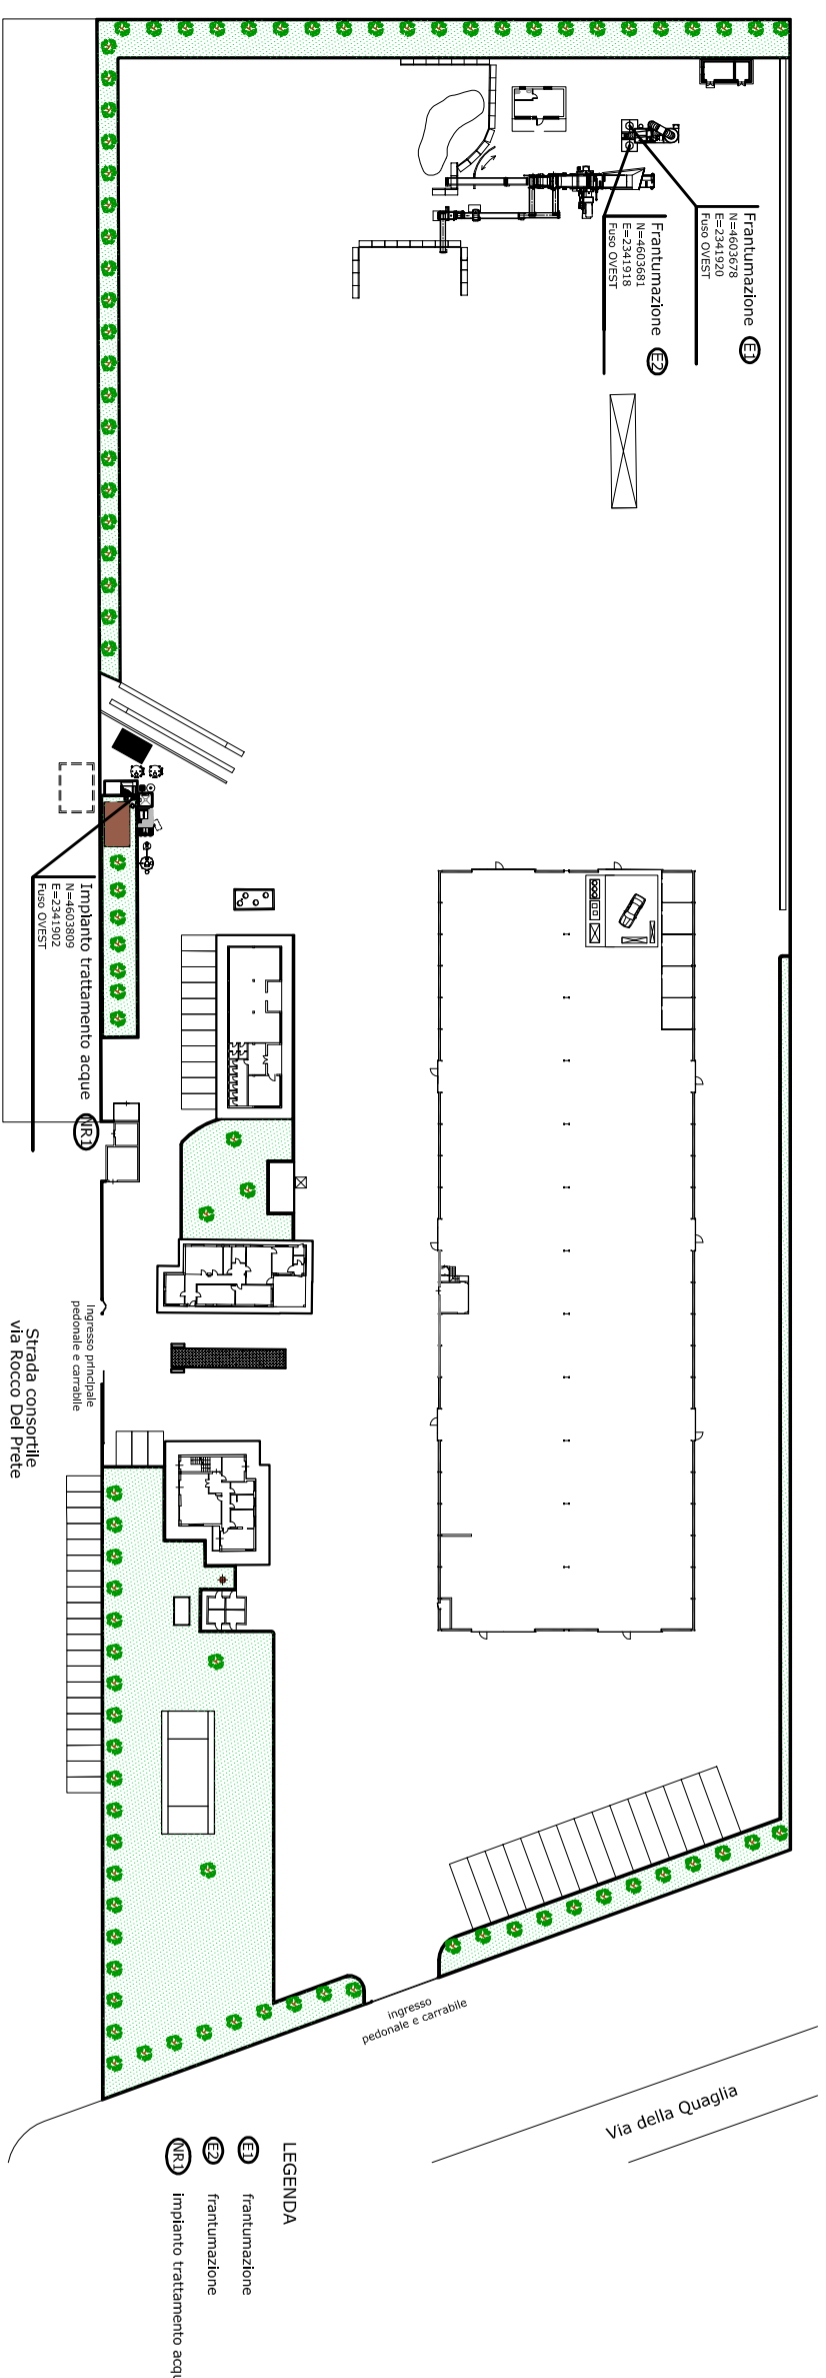 Frantumazione E1
N=4603678
E=2341920
Fuso OVEST
Frantumazione E2
N=4603681
E=2341918
Fuso OVEST
Impianto trattamento acque NR1
N=4603809
E=2341902
Fuso OVEST
Ingresso principale
pedonale e carrabile
Strada consortile
via Rocco Del Prete
ingresso
pedonale e carrabile
Via della Quaglia
LEGENDA
E1 frantumazione
E2 frantumazione
NR1 impianto trattamento acqu